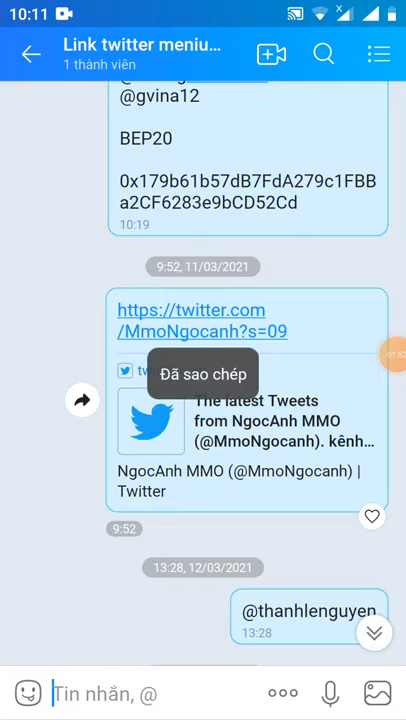 10:11
Link twitter meniu...
1 thành viên
@gvina12
BEP20
0x179b61b57dB7FdA279c1FBB
a2CF6283e9bCD52Cd
10:19
9:52, 11/03/2021
https://twitter.com
/MmoNgocanh?s=09
01:52
Đã sao chép
The latest Tweets
from NgocAnh MMO
(@MmoNgocanh). kênh...
NgocAnh MMO (@MmoNgocanh) |
Twitter
9:52
13:28, 12/03/2021
@thanhlenguyen
13:28
Tin nhắn, @